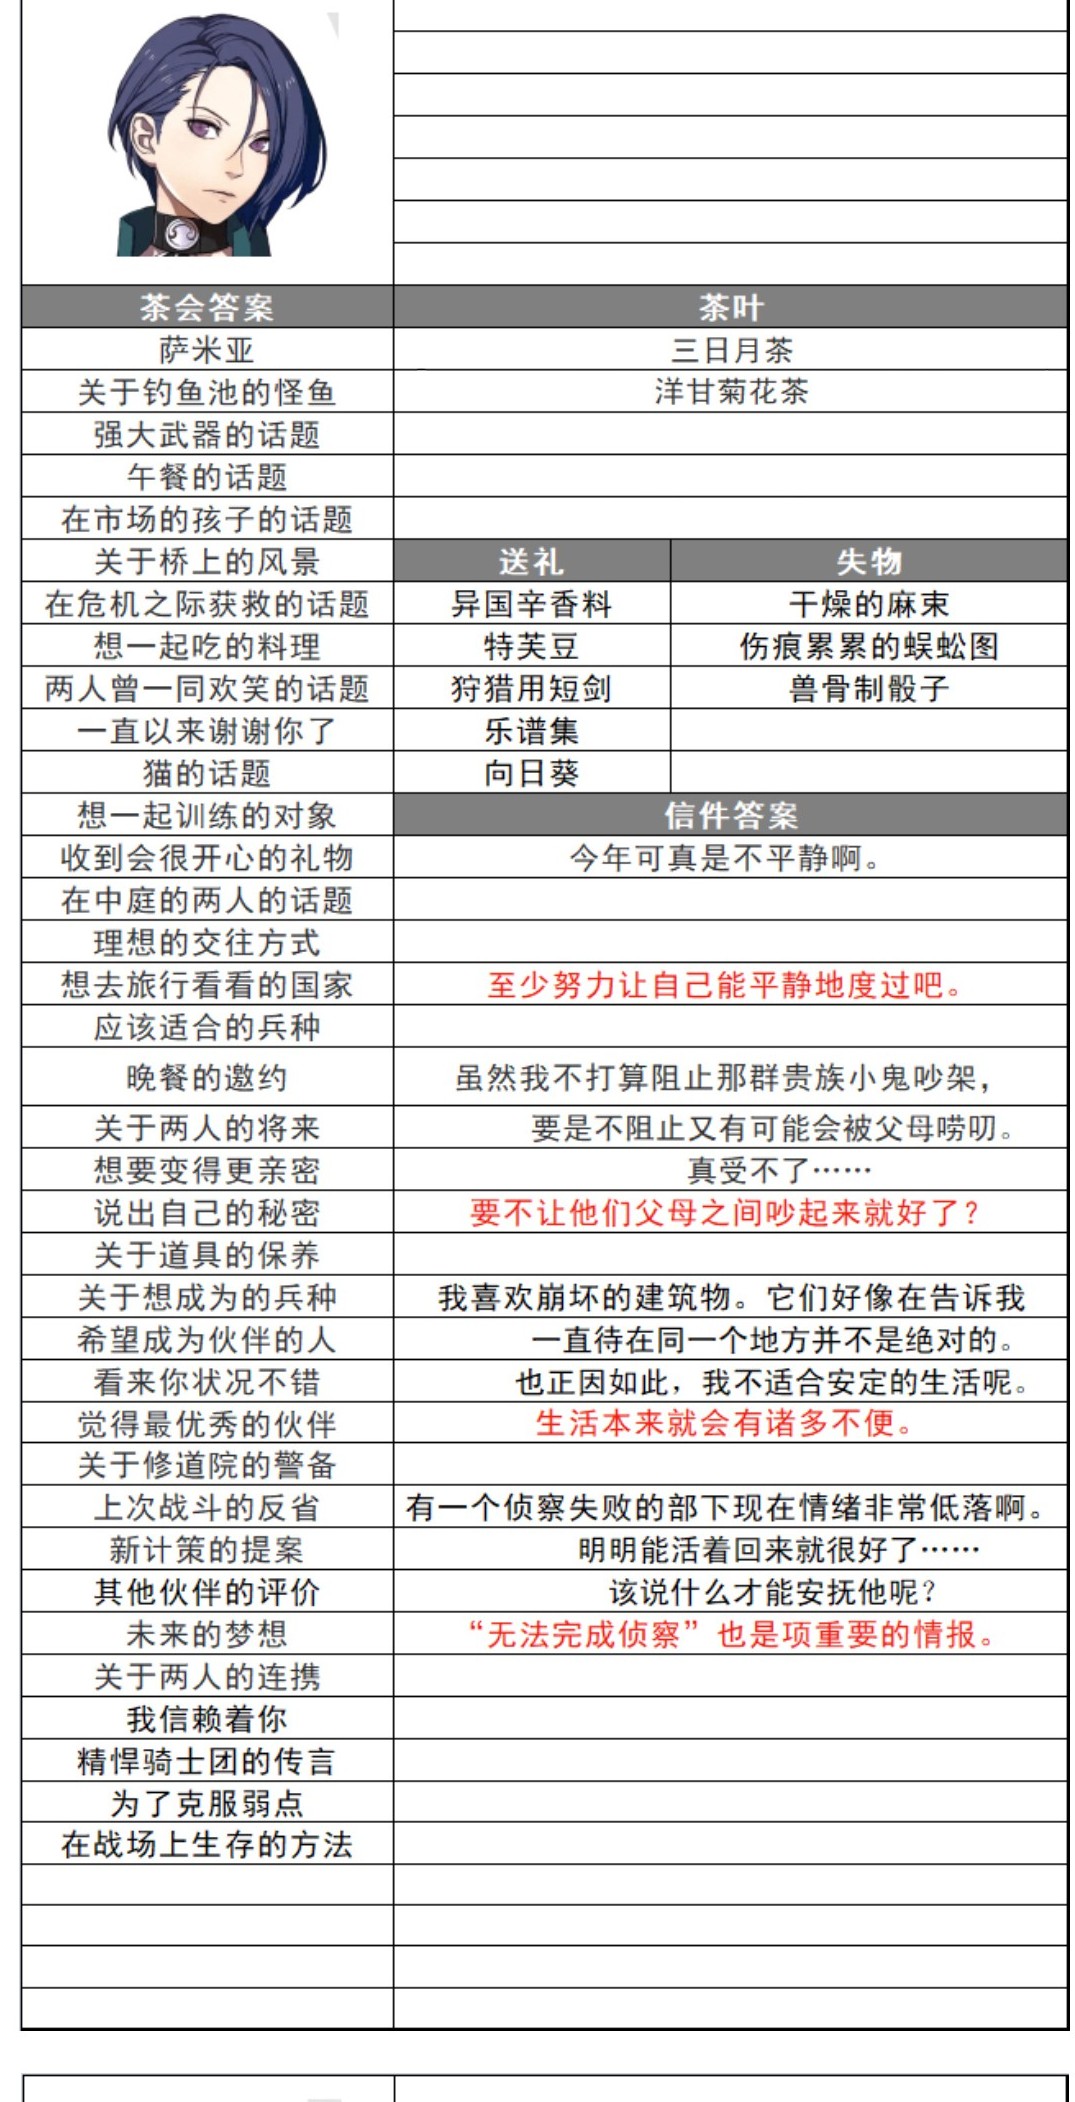 茶会答案 茶叶
萨米亚 三日月茶
关于钓鱼池的怪鱼 洋甘菊花茶
强大武器的话题
午餐的话题
在市场的孩子的话题
关于桥上的风景 送礼 失物
在危机之际获救的话题 异国辛香料 干燥的麻束
想一起吃的料理 特芙豆 伤痕累累的蜈蚣图
两人曾一同欢笑的话题 狩猎用短剑 兽骨制骰子
一直以来谢谢你了 乐谱集
猫的话题 向日葵
想一起训练的对象 信件答案
收到会很开心的礼物 今年可真是不平静啊。
在中庭的两人的话题
理想的交往方式
想去旅行看看的国家 至少努力让自己能平静地度过吧。
应该适合的兵种
晚餐的邀约 虽然我不打算阻止那群贵族小鬼吵架，
关于两人的将来 要是不阻止又有可能会被父母唠叨。
想要变得更亲密 真受不了……
说出自己的秘密 要不让他们父母之间吵起来就好了？
关于道具的保养
关于想成为的兵种 我喜欢崩坏的建筑物。它们好像在告诉我
希望成为伙伴的人 一直待在同一个地方并不是绝对的。
看来你状况不错 也正因如此，我不适合安定的生活呢。
觉得最优秀的伙伴 生活本来就会有诸多不便。
关于修道院的警备
上次战斗的反省 有一个侦察失败的部下现在情绪非常低落啊。
新计策的提案 明明能活着回来就很好了……
其他伙伴的评价 该说什么才能安抚他呢？
未来的梦想 “无法完成侦察”也是项重要的情报。
关于两人的连携
我信赖着你
精悍骑士团的传言
为了克服弱点
在战场上生存的方法